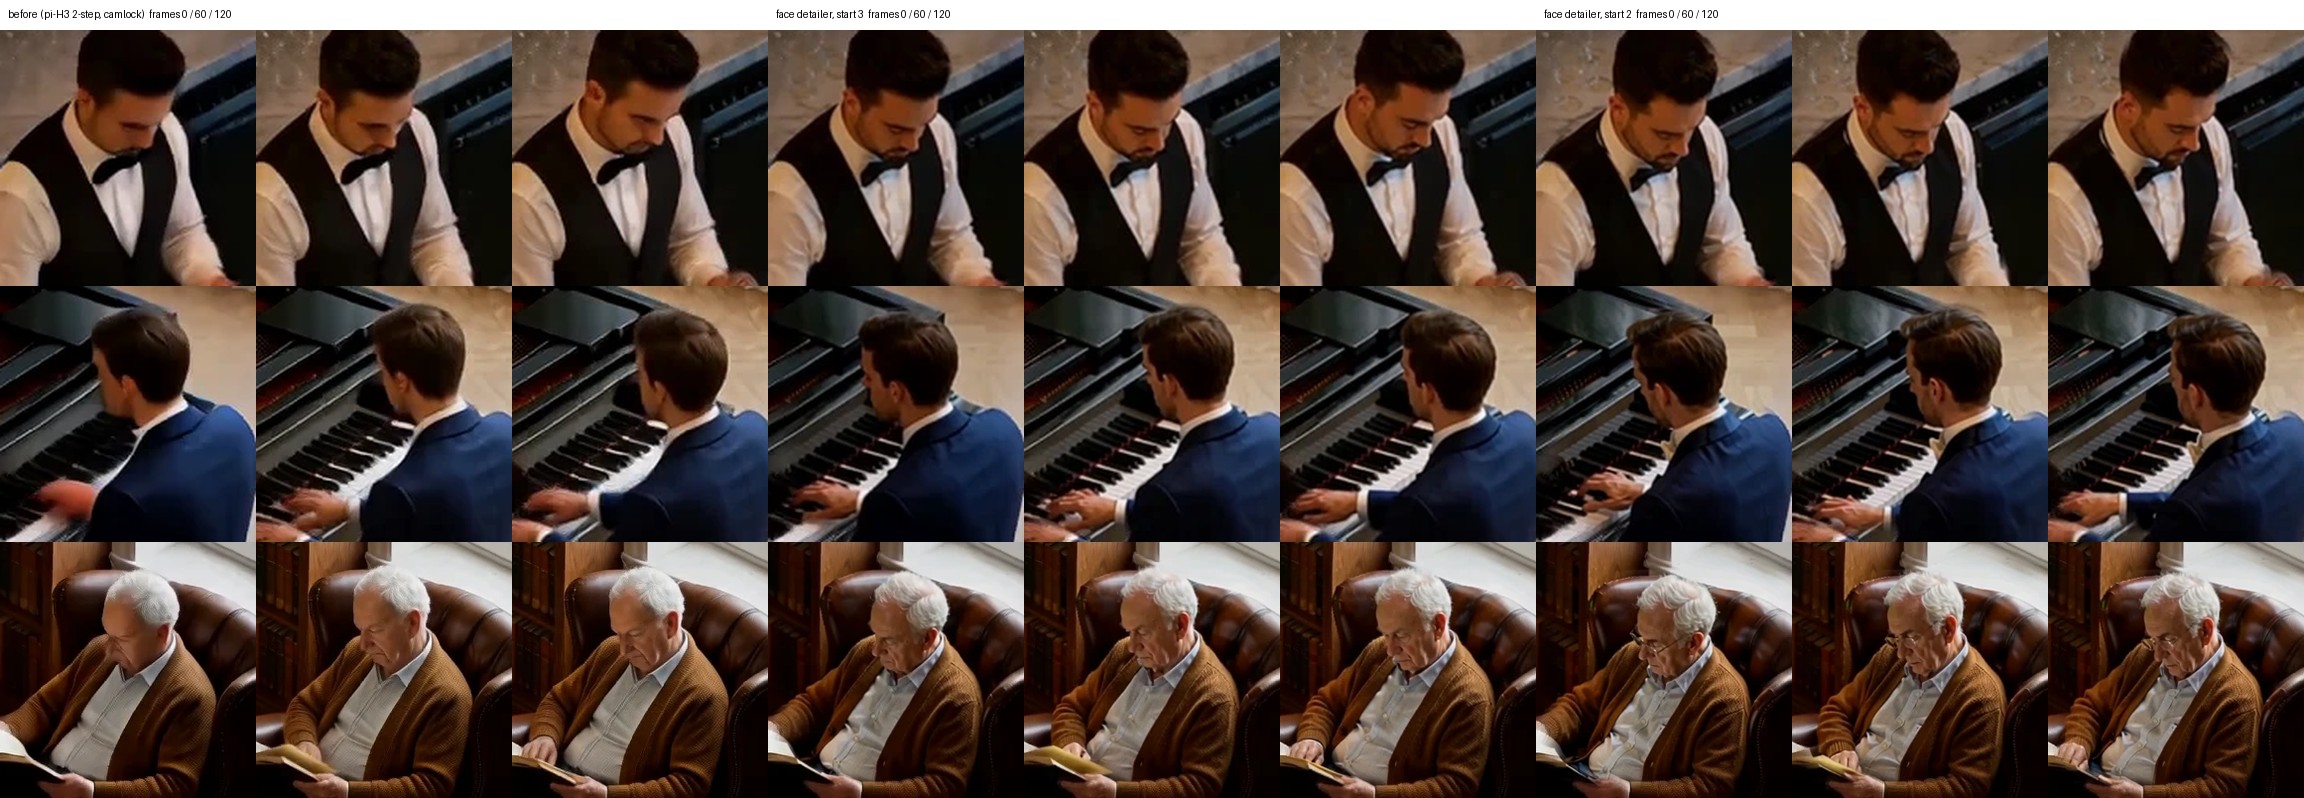 before (pi-H3 2-step, camlock)  frames 0 / 60 / 120
face detailer, start 3  frames 0 / 60 / 120
face detailer, start 2  frames 0 / 60 / 120